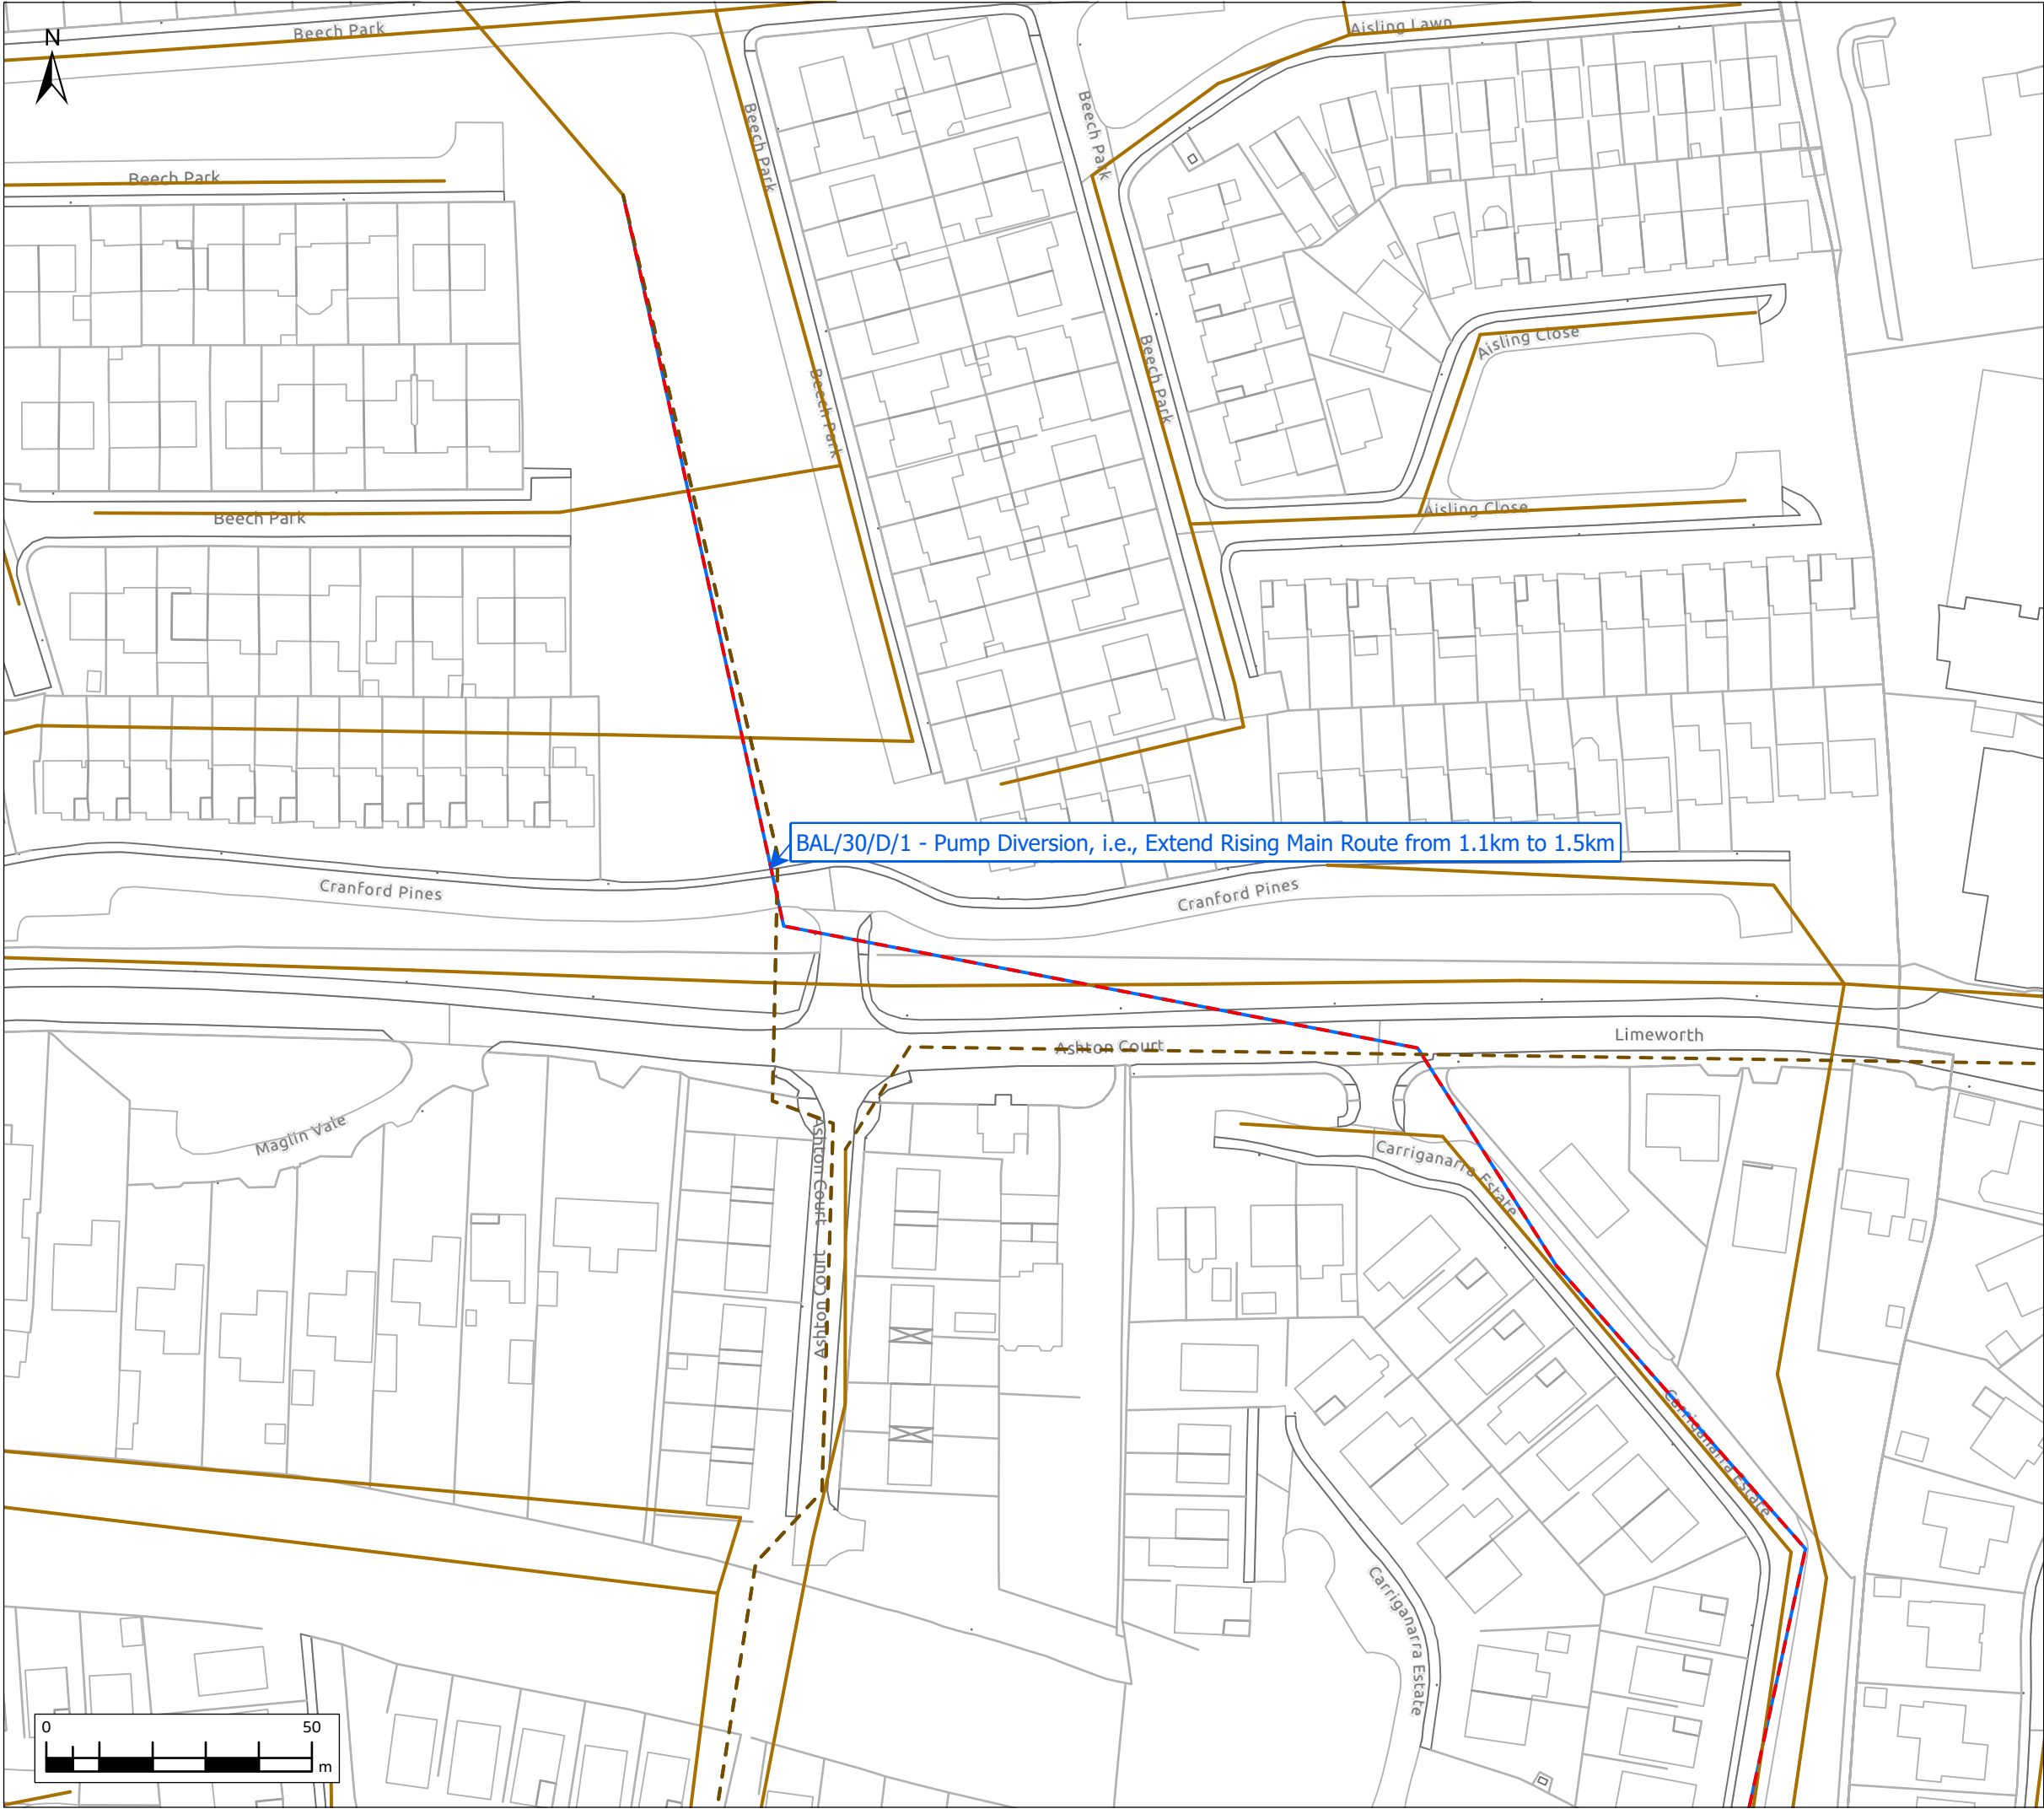 Beech Park
Aisling Lawn
N
Beech Park
Beech Park
Beech Park
Aisling Close
Beech Park
Beech Park
Aisling Close
Beech Park
BAL/30/D/1 - Pump Diversion, i.e., Extend Rising Main Route from 1.1km to 1.5km
Cranford Pines
Cranford Pines
Limeworth
Ashton Court
Maglin Vale
Ashton Court
Carriganarra Estate
Ashton Court
Carriganarra Estate
Carriganarra Estate
0 50
m